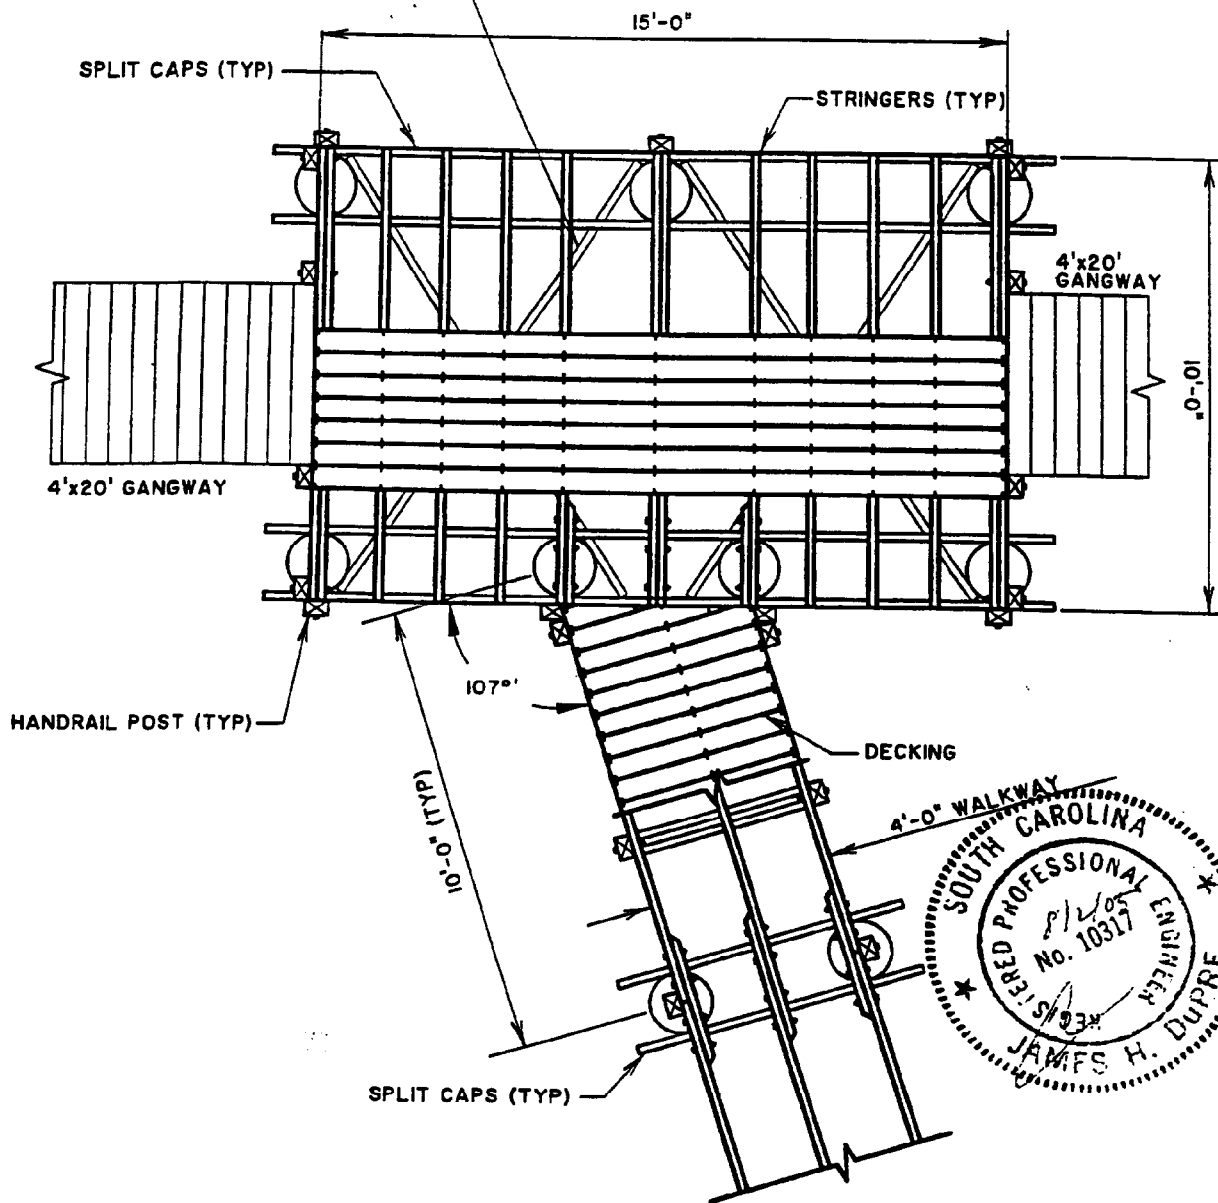 15'-0"
SPLIT CAPS (TYP)
STRINGERS (TYP)
4'x20'
GANGWAY
10'-0"
4'x20' GANGWAY
107°'
HANDRAIL POST (TYP)
DECKING
10'-0" (TYP)
4'-0" WALKWAY
SOUTH CAROLINA
REGISTERED PROFESSIONAL ENGINEER
No. 10317
JAMES H. DuPRE
SPLIT CAPS (TYP)